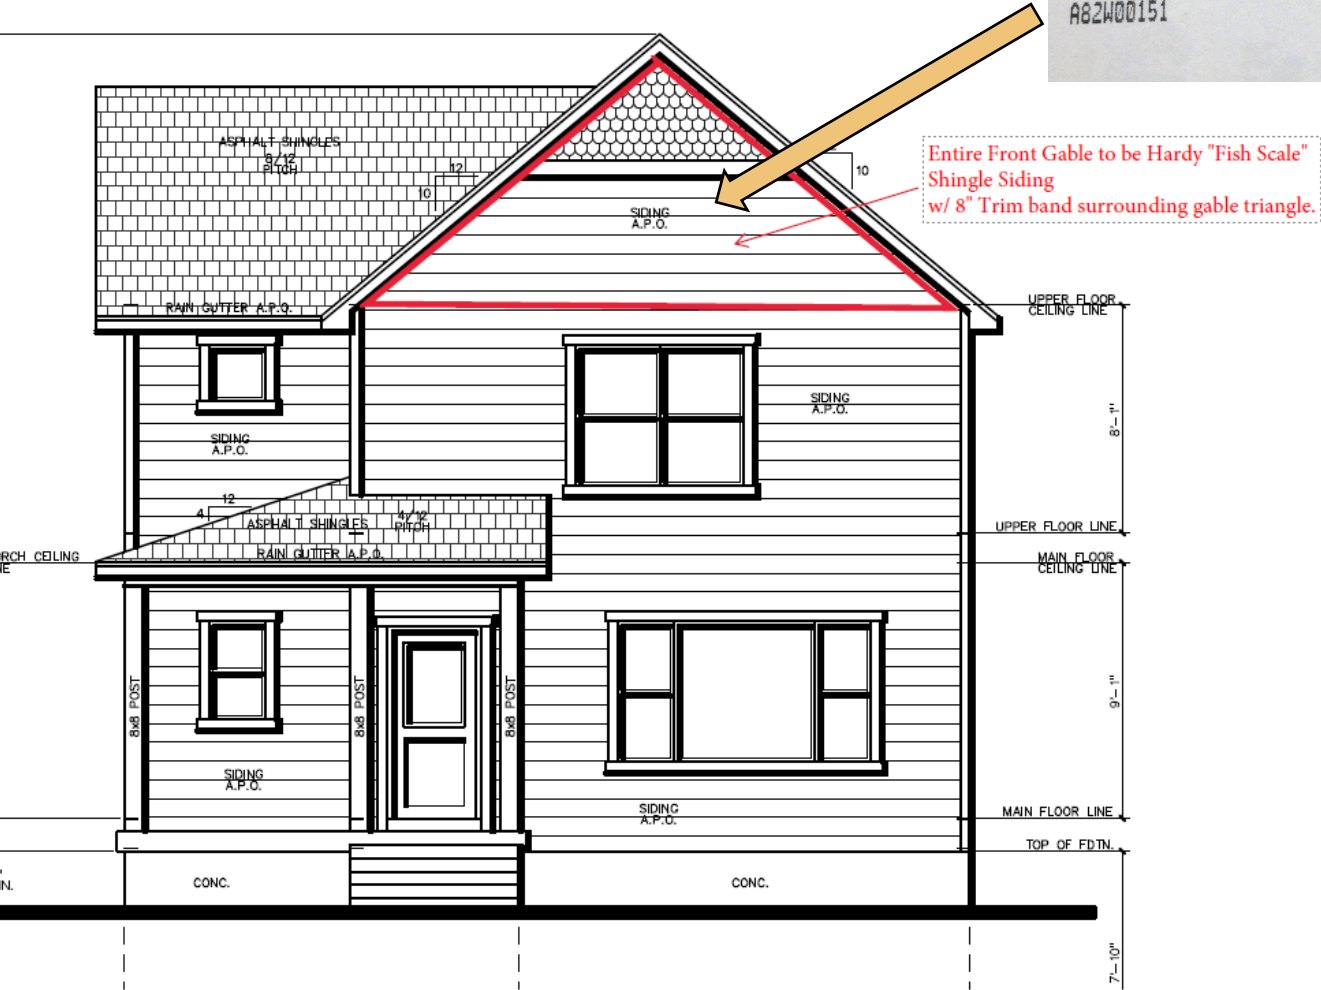 A82W00151
ASPHALT SHINGLES
8/12
PITCH
12
10
10
Entire Front Gable to be Hardy "Fish Scale"
Shingle Siding
w/ 8" Trim band surrounding gable triangle.
SIDING
A.P.O.
RAIN GUTTER A.P.O.
UPPER FLOOR
CEILING LINE
SIDING
A.P.O.
8'-1"
SIDING
A.P.O.
12
4
ASPHALT SHINGLES
4/12
PITCH
UPPER FLOOR LINE
RAIN GUTTER A.P.O.
RCH CEILING
MAIN FLOOR
CEILING LINE
8x8 POST
8x8 POST
8x8 POST
9'-1"
SIDING
A.P.O.
SIDING
A.P.O.
MAIN FLOOR LINE
TOP OF FDTN.
CONC.
CONC.
7'-10"